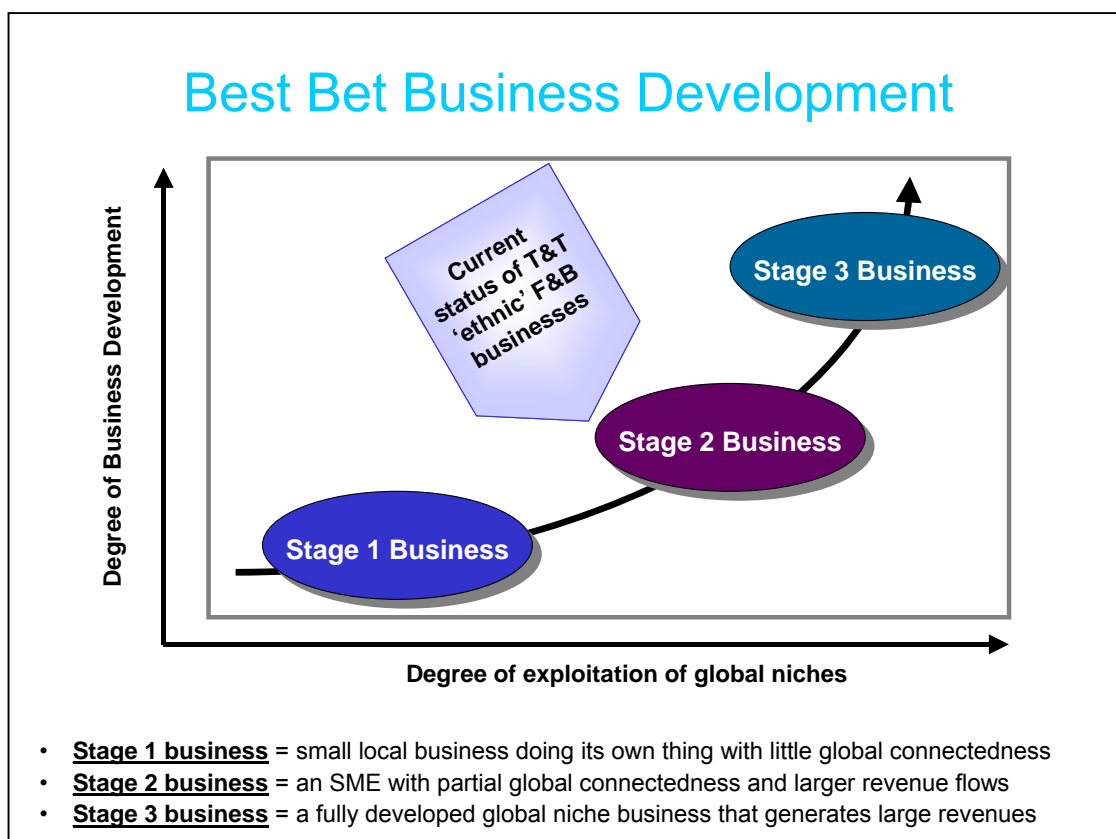 Best Bet Business Development
Degree of Business Development
Current
status of T&T
‘ethnic’ F&B
businesses
Stage 3 Business
Stage 2 Business
Stage 1 Business
Degree of exploitation of global niches
• Stage 1 business = small local business doing its own thing with little global connectedness
• Stage 2 business = an SME with partial global connectedness and larger revenue flows
• Stage 3 business = a fully developed global niche business that generates large revenues